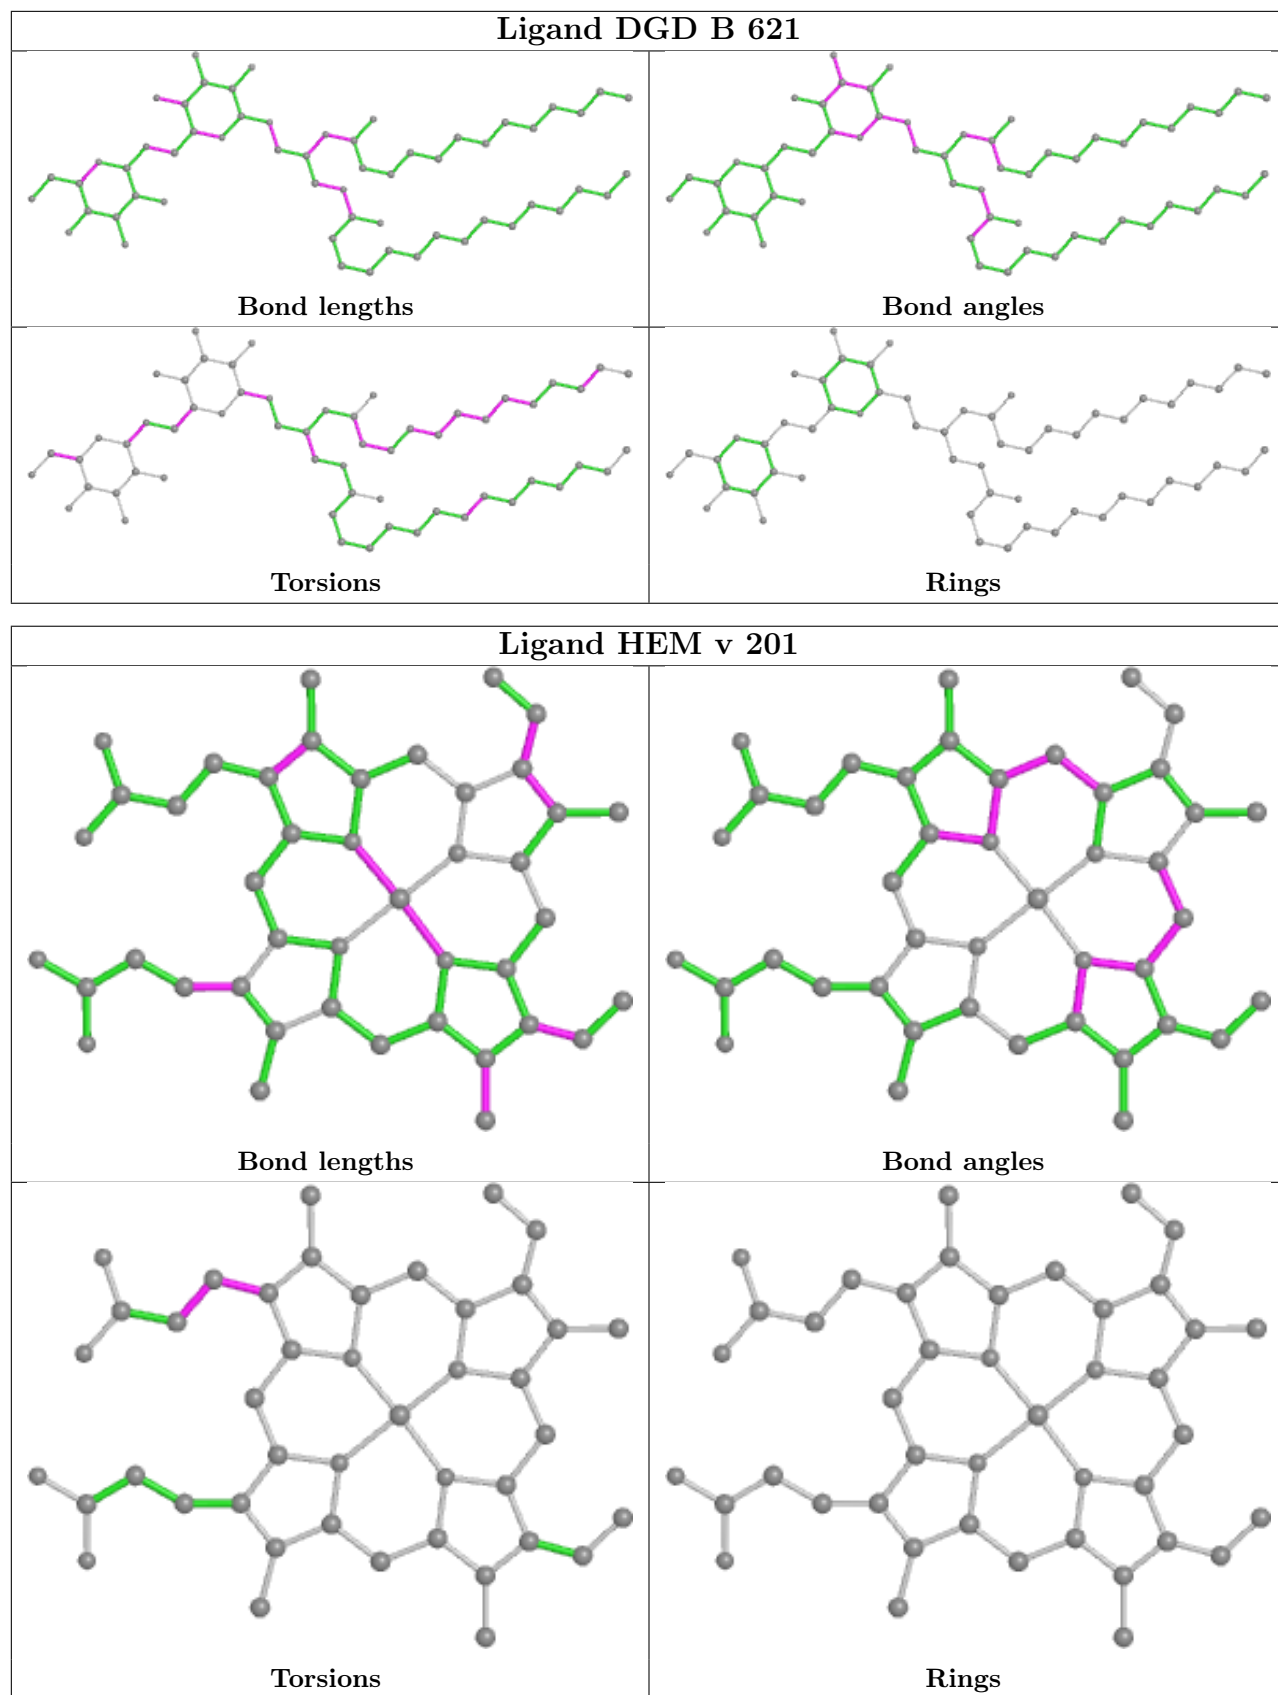 Ligand DGD B 621
Bond lengths
Bond angles
Torsions
Rings
Ligand HEM v 201
Bond lengths
Bond angles
Torsions
Rings